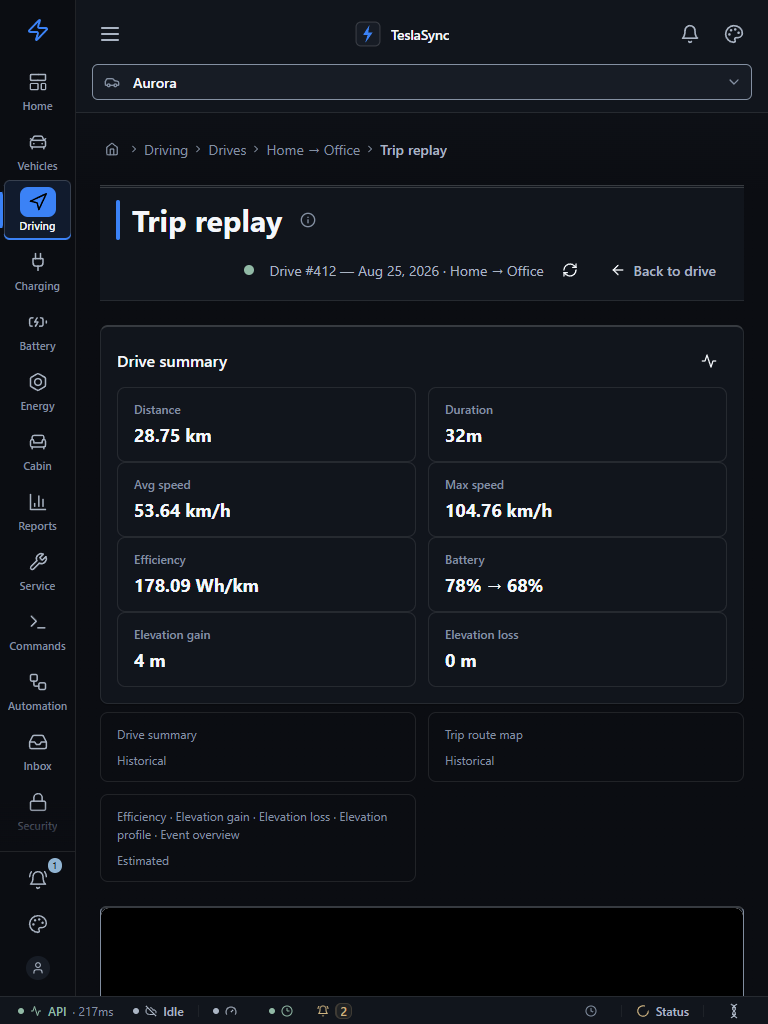 TeslaSync
Aurora
Home
Vehicles
Driving
Charging
Battery
Energy
Cabin
Reports
Service
Commands
Automation
Inbox
Security
1
Driving > Drives > Home → Office > Trip replay
Trip replay
Drive #412 — Aug 25, 2026 · Home → Office
Back to drive
Drive summary
Distance
28.75 km
Duration
32m
Avg speed
53.64 km/h
Max speed
104.76 km/h
Efficiency
178.09 Wh/km
Battery
78% → 68%
Elevation gain
4 m
Elevation loss
0 m
Drive summary
Historical
Trip route map
Historical
Efficiency · Elevation gain · Elevation loss · Elevation
profile · Event overview
Estimated
API · 217ms
Idle
2
Status